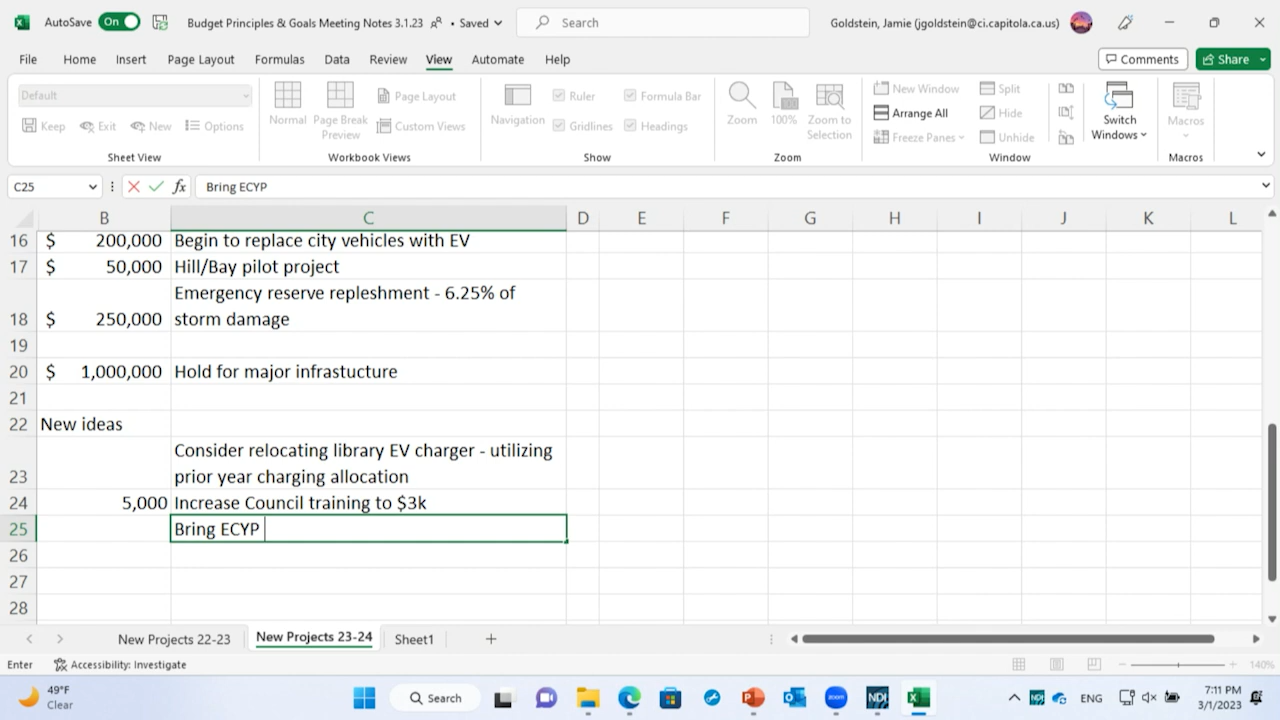 AutoSave On Budget Principles & Goals Meeting Notes 3.1.23 • Saved Search Goldstein, Jamie (jgoldstein@ci.capitola.ca.us)
File Home Insert Page Layout Formulas Data Review View Automate Help Comments Share
Default
Keep Exit New Options
Sheet View
Normal Page Break Preview Page Layout Custom Views
Workbook Views
Navigation Ruler Formula Bar Gridlines Headings
Show
Zoom 100% Zoom to Selection
Zoom
New Window Split
Arrange All Hide
Freeze Panes Unhide
Switch Windows
Window
Macros
Macros
C25 fx Bring ECYP
B C D E F G H I J K L
16 $ 200,000 Begin to replace city vehicles with EV
17 $ 50,000 Hill/Bay pilot project
Emergency reserve repleshment - 6.25% of
18 $ 250,000 storm damage
19
20 $ 1,000,000 Hold for major infrastucture
21
22 New ideas
Consider relocating library EV charger - utilizing
23 prior year charging allocation
24 5,000 Increase Council training to $3k
25 Bring ECYP
26
27
28
New Projects 22-23 New Projects 23-24 Sheet1
Enter Accessibility: Investigate 140%
49°F
Clear
Search
zoom
NDI
NDI
ENG
7:11 PM
3/1/2023